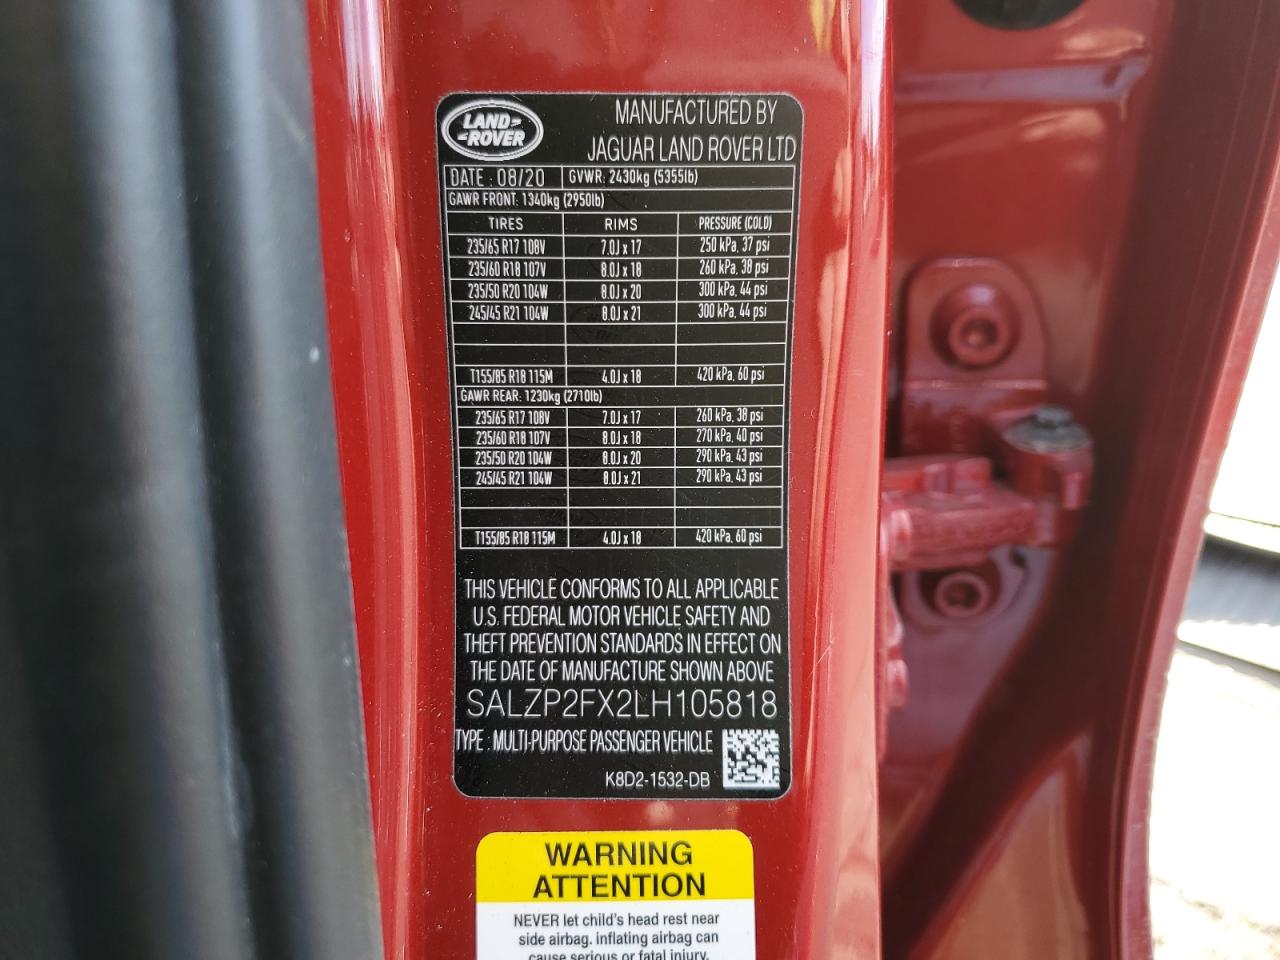 LAND-
-ROVER
MANUFACTURED BY
JAGUAR LAND ROVER LTD
DATE : 08/20 GVWR: 2430kg (5355lb)
GAWR FRONT: 1340kg (2950lb)
TIRES RIMS PRESSURE (COLD)
235/65 R17 108V 7.0J x 17 250 kPa, 37 psi
235/60 R18 107V 8.0J x 18 260 kPa, 38 psi
235/50 R20 104W 8.0J x 20 300 kPa, 44 psi
245/45 R21 104W 8.0J x 21 300 kPa, 44 psi
T155/85 R18 115M 4.0J x 18 420 kPa, 60 psi
GAWR REAR: 1230kg (2710lb)
235/65 R17 108V 7.0J x 17 260 kPa, 38 psi
235/60 R18 107V 8.0J x 18 270 kPa, 40 psi
235/50 R20 104W 8.0J x 20 290 kPa, 43 psi
245/45 R21 104W 8.0J x 21 290 kPa, 43 psi
T155/85 R18 115M 4.0J x 18 420 kPa, 60 psi
THIS VEHICLE CONFORMS TO ALL APPLICABLE
U.S. FEDERAL MOTOR VEHICLE SAFETY AND
THEFT PREVENTION STANDARDS IN EFFECT ON
THE DATE OF MANUFACTURE SHOWN ABOVE
SALZP2FX2LH105818
TYPE : MULTI-PURPOSE PASSENGER VEHICLE
K8D2-1532-DB
WARNING
ATTENTION
NEVER let child's head rest near
side airbag. inflating airbag can
cause serious or fatal injury.